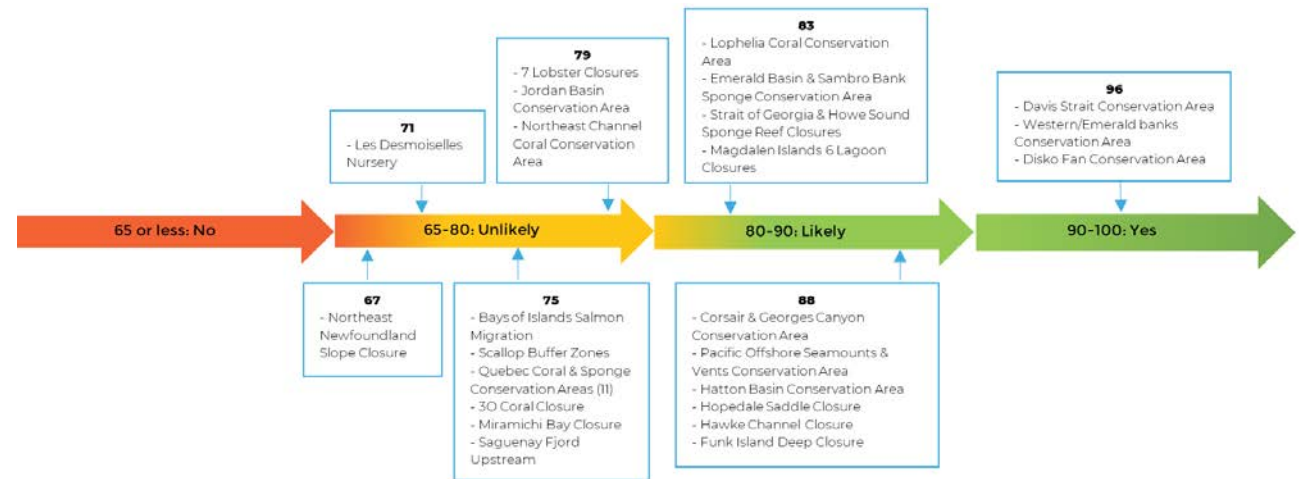 71
- Les Desmoiselles
Nursery
79
- 7 Lobster Closures
- Jordan Basin
Conservation Area
- Northeast Channel
Coral Conservation
Area
83
- Lophelia Coral Conservation
Area
- Emerald Basin & Sambro Bank
Sponge Conservation Area
- Strait of Georgia & Howe Sound
Sponge Reef Closures
- Magdalen Islands 6 Lagoon
Closures
96
- Davis Strait Conservation Area
- Western/Emerald banks
Conservation Area
- Disko Fan Conservation Area
65 or less: No
65-80: Unlikely
80-90: Likely
90-100: Yes
67
- Northeast
Newfoundland
Slope Closure
75
- Bays of Islands Salmon
Migration
- Scallop Buffer Zones
- Quebec Coral & Sponge
Conservation Areas (11)
- 3O Coral Closure
- Miramichi Bay Closure
- Saguenay Fjord
Upstream
88
- Corsair & Georges Canyon
Conservation Area
- Pacific Offshore Seamounts &
Vents Conservation Area
- Hatton Basin Conservation Area
- Hopedale Saddle Closure
- Hawke Channel Closure
- Funk Island Deep Closure